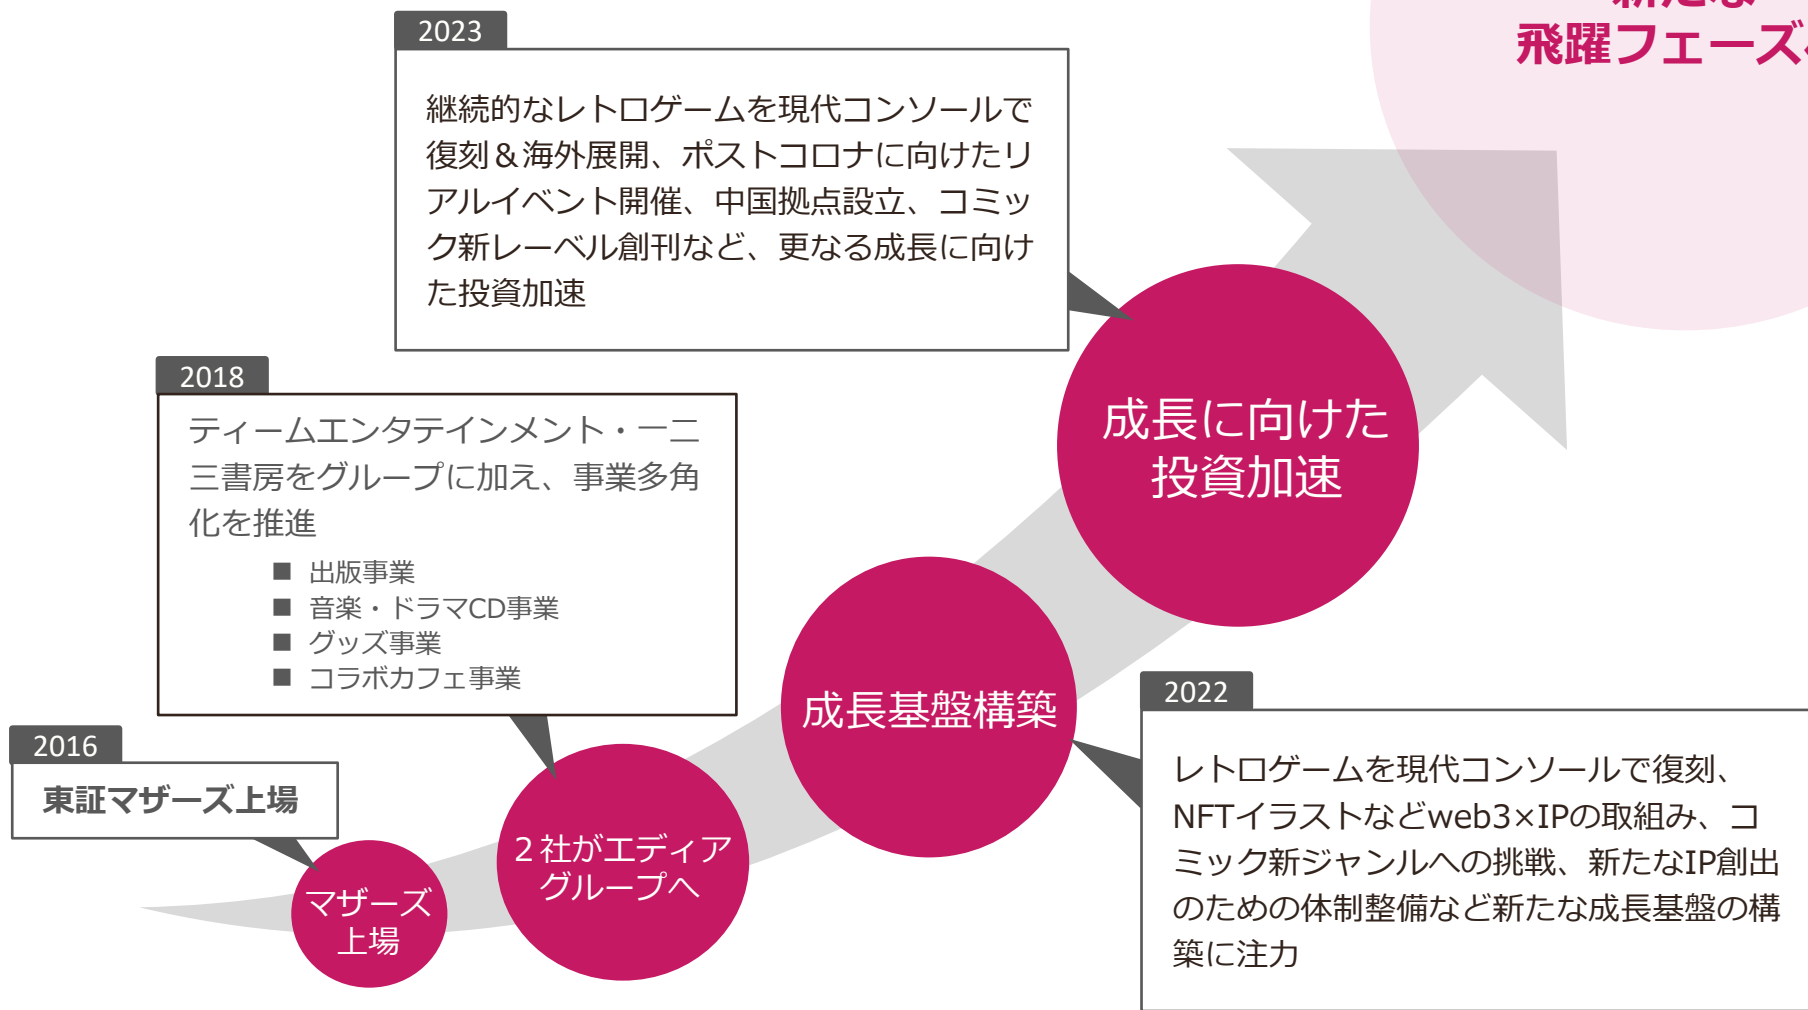 飛躍フェーズ
2023
継続的なレトロゲームを現代コンソールで
復刻＆海外展開、ポストコロナに向けたリ
アルイベント開催、中国拠点設立、コミッ
ク新レーベル創刊など、更なる成長に向け
た投資加速
成長に向けた
投資加速
2018
ティームエンタテインメント・一二
三書房をグループに加え、事業多角
化を推進
■ 出版事業
■ 音楽・ドラマCD事業
■ グッズ事業
■ コラボカフェ事業
成長基盤構築
2022
レトロゲームを現代コンソールで復刻、
NFTイラストなどweb3×IPの取組み、コ
ミック新ジャンルへの挑戦、新たなIP創出
のための体制整備など新たな成長基盤の構
築に注力
2016
東証マザーズ上場
２社がエディア
グループへ
マザーズ
上場